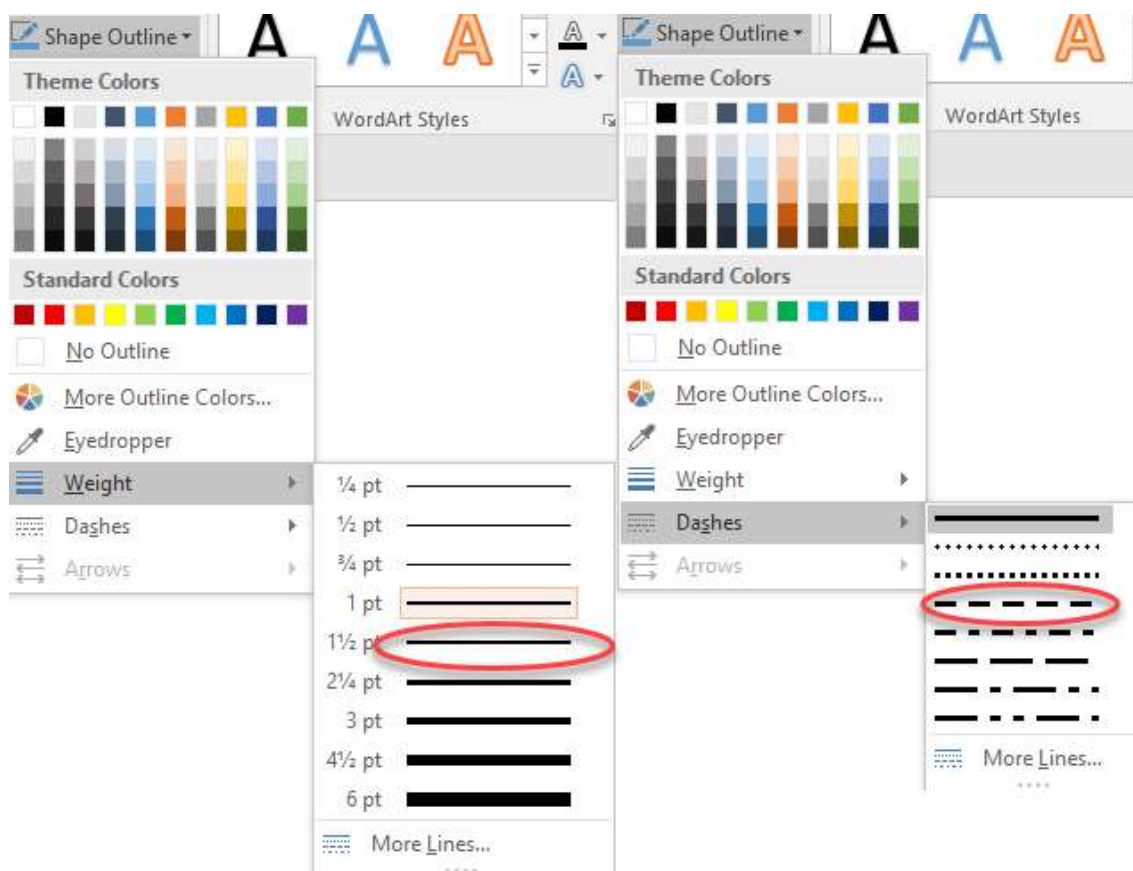 Shape Outline
A A A A
A
Theme Colors
WordArt Styles
Standard Colors
No Outline
More Outline Colors...
Eyedropper
Weight
Dashes
Arrows
¼ pt
½ pt
¾ pt
1 pt
1½ pt
2¼ pt
3 pt
4½ pt
6 pt
More Lines...
Shape Outline
A A A
Theme Colors
WordArt Styles
Standard Colors
No Outline
More Outline Colors...
Eyedropper
Weight
Dashes
Arrows
More Lines...